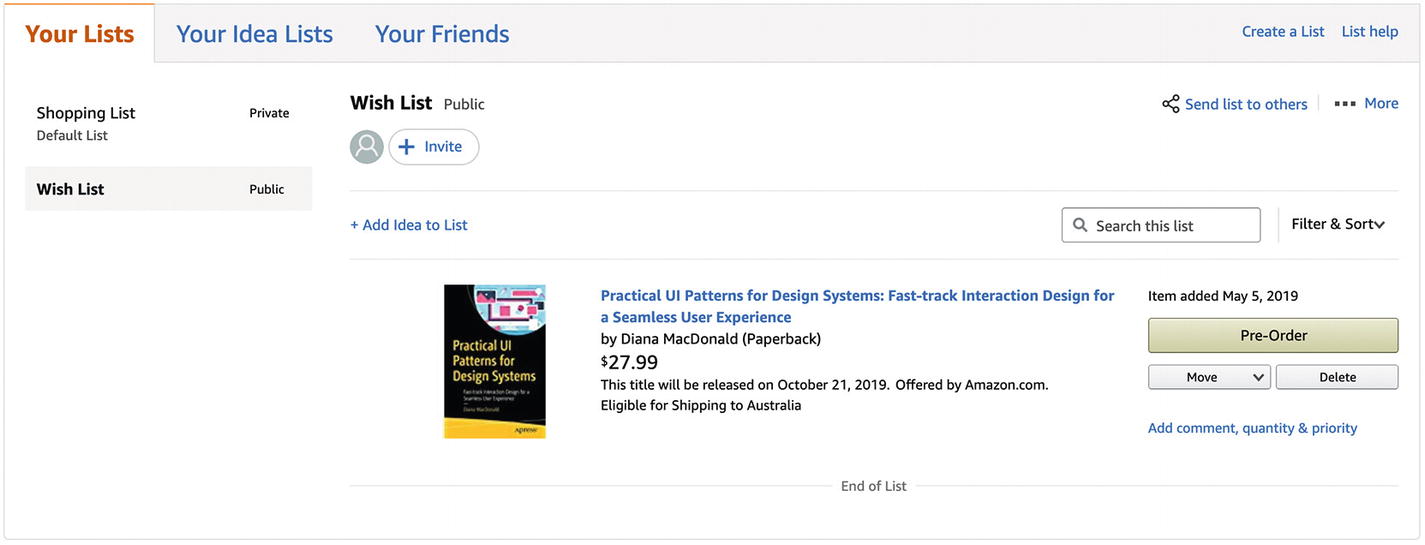 Your Lists
Your Idea Lists
Your Friends
Create a List
List help
Shopping List
Private
Default List
Wish List
Public
Wish List Public
Send list to others
More
+ Invite
+ Add Idea to List
Search this list
Filter & Sort
Practical UI
Patterns for
Design Systems
Fast-track Interaction Design for a
Seamless User Experience
Diana MacDonald
Apress
Practical UI Patterns for Design Systems: Fast-track Interaction Design for
a Seamless User Experience
by Diana MacDonald (Paperback)
$27.99
This title will be released on October 21, 2019. Offered by Amazon.com.
Eligible for Shipping to Australia
Item added May 5, 2019
Pre-Order
Move
Delete
Add comment, quantity & priority
End of List